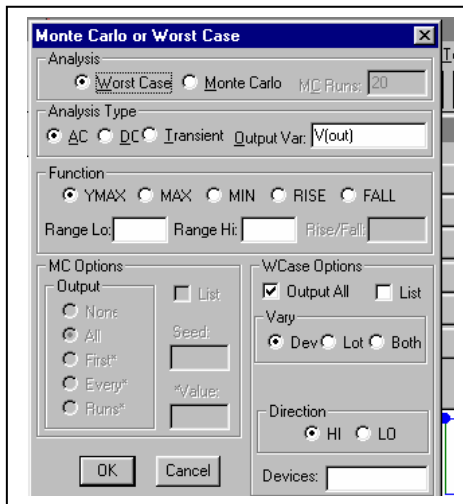 Monte Carlo or Worst Case
Analysis
Worst Case Monte Carlo MC Runs: 20
Analysis Type
AC DC Transient Output Var: V(out)
Function
YMAX MAX MIN RISE FALL
Range Lo: Range Hi: Rise/Fall:
MC Options
Output
None
All
First*
Every*
Runs*
List
Seed:
*Value:
WCase Options
Output All List
Vary
Dev Lot Both
Direction
HI LO
Devices:
OK Cancel